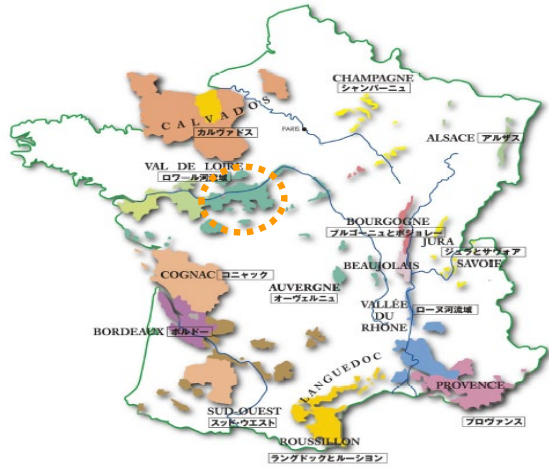 CHAMPAGNE
シャンパーニュ
CALVADOS
カルヴァドス
PARIS
ALSACE アルザス
VAL DE LOIRE
ロワール河流域
BOURGOGNE
ブルゴーニュとボジョレー
JURA
ジュラとサヴォア
SAVOIE
BEAUJOLAIS
COGNAC コニャック
AUVERGNE
オーヴェルニュ
VALLÉE
DU
RHÔNE
ローヌ河流域
BORDEAUX ボルドー
LANGUEDOC
PROVENCE
プロヴァンス
SUD-OUEST
スッド・ウエスト
ROUSSILLON
ラングドックとルーシヨン